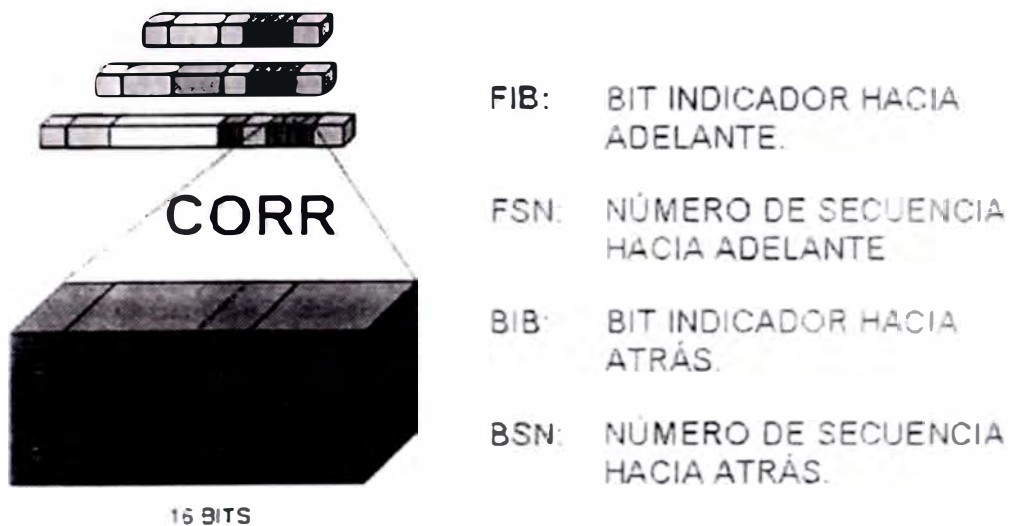 CORR
16 BITS
FIB: BIT INDICADOR HACIA
ADELANTE.
FSN: NÚMERO DE SECUENCIA
HACIA ADELANTE
BIB: BIT INDICADOR HACIA
ATRÁS.
BSN: NÚMERO DE SECUENCIA
HACIA ATRÁS.